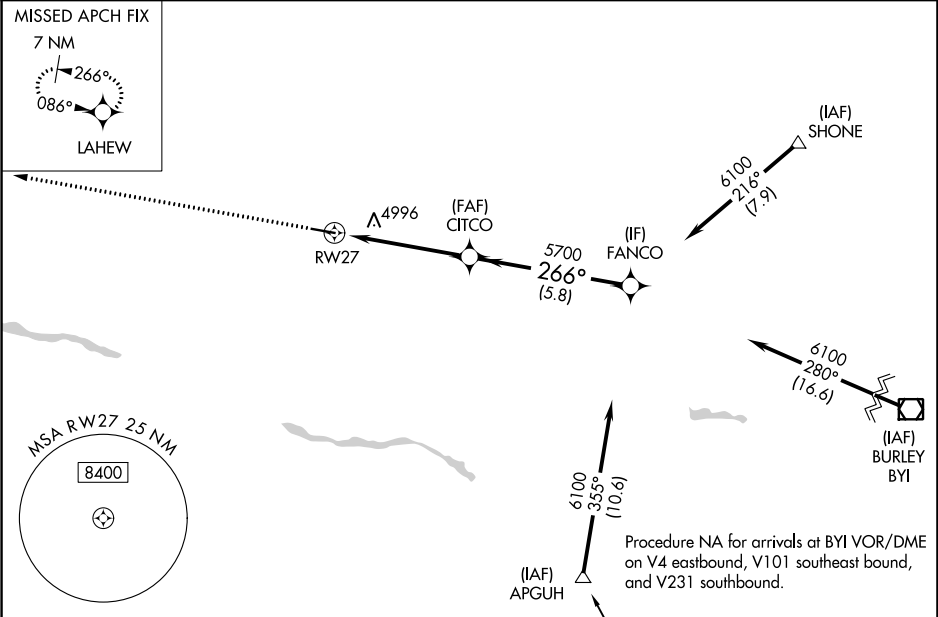 MISSED APCH FIX
7 NM
266°
086°
LAHEW
(IAF)
SHONE
6100
216°
(7.9)
4996
RW27
(FAF)
CITCO
5700
266°
(5.8)
(IF)
FANCO
6100
280°
(16.6)
(IAF)
BURLEY
BYI
MSA RW27 25 NM
8400
6100
355°
(10.6)
(IAF)
APGUH
Procedure NA for arrivals at BYI VOR/DME
on V4 eastbound, V101 southeast bound,
and V231 southbound.